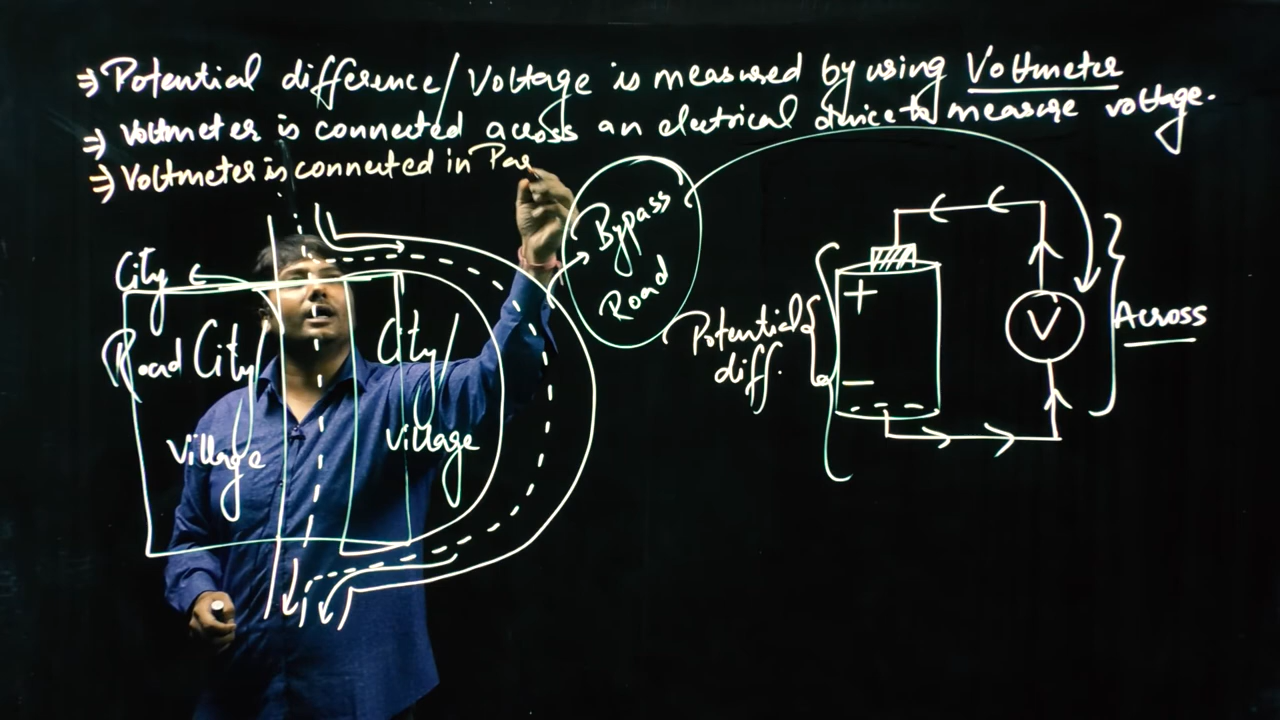 ⇒ Potential difference/Voltage is measured by using Voltmeter
⇒ Voltmeter is connected across an electrical device to measure voltage.
⇒ Voltmeter is connected in Par
City
Road City/
Village
City/
Village
Bypass
Road
Potential
diff.
+
−
V
Across